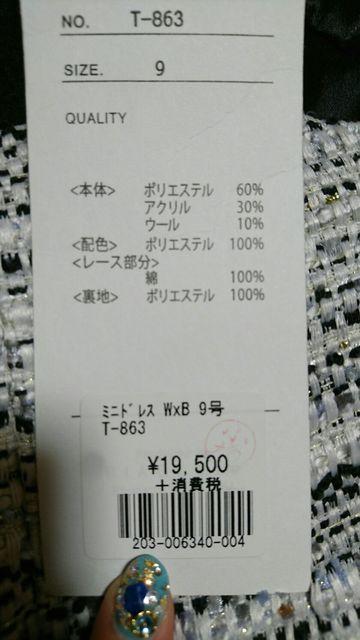 NO. T-863
SIZE. 9
QUALITY
<本体> ポリエステル 60%
アクリル 30%
ウール 10%
<配色> ポリエステル 100%
<レース部分>
綿 100%
<裏地> ポリエステル 100%
ﾐﾆﾄﾞﾚｽ WxB 9号
T-863
¥19,500
+消費税
203-006340-004